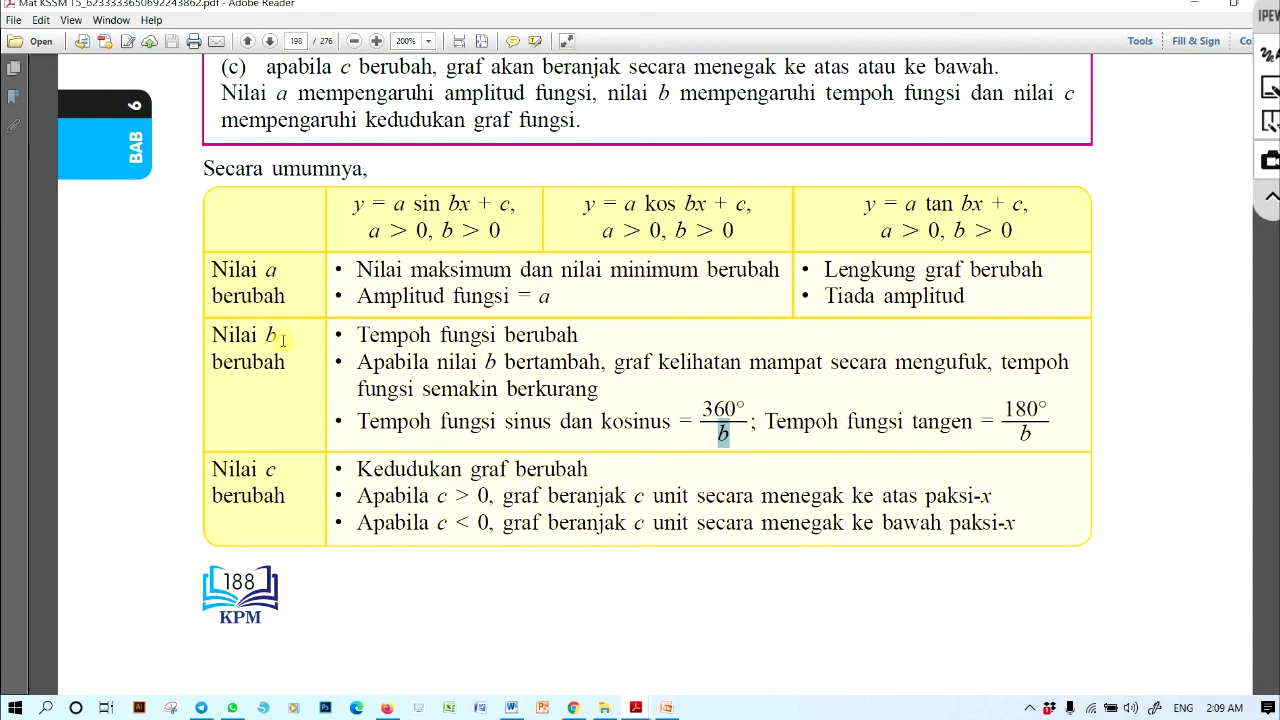 Mat KSSM T5_6233333650692243862.pdf - Adobe Reader
File Edit View Window Help
Open 198 / 276 200% Tools Fill & Sign Co
IPEV
(c) apabila c berubah, graf akan beranjak secara menegak ke atas atau ke bawah.
Nilai a mempengaruhi amplitud fungsi, nilai b mempengaruhi tempoh fungsi dan nilai c
mempengaruhi kedudukan graf fungsi.
BAB 6
Secara umumnya,
y = a sin bx + c,
a > 0, b > 0
y = a kos bx + c,
a > 0, b > 0
y = a tan bx + c,
a > 0, b > 0
Nilai a
berubah
• Nilai maksimum dan nilai minimum berubah
• Amplitud fungsi = a
• Lengkung graf berubah
• Tiada amplitud
Nilai b
berubah
• Tempoh fungsi berubah
• Apabila nilai b bertambah, graf kelihatan mampat secara mengufuk, tempoh
fungsi semakin berkurang
• Tempoh fungsi sinus dan kosinus = 360°/b ; Tempoh fungsi tangen = 180°/b
Nilai c
berubah
• Kedudukan graf berubah
• Apabila c > 0, graf beranjak c unit secara menegak ke atas paksi-x
• Apabila c < 0, graf beranjak c unit secara menegak ke bawah paksi-x
188
KPM
ENG 2:09 AM